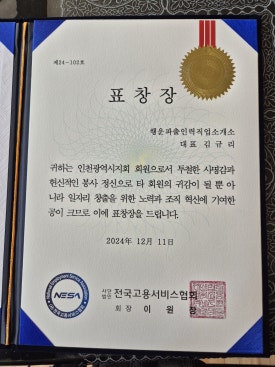 제24-102호
표 창 장
행운파출인력직업소개소
대표 김규리
귀하는 인천광역시지회 회원으로서 투철한 사명감과
헌신적인 봉사 정신으로 타 회원의 귀감이 될 뿐 아
니라 일자리 창출을 위한 노력과 조직 혁신에 기여한
공이 크므로 이에 표창장을 드립니다.
2024년 12월 11일
NESA
사단법인 전국고용서비스협회
회장 이원창